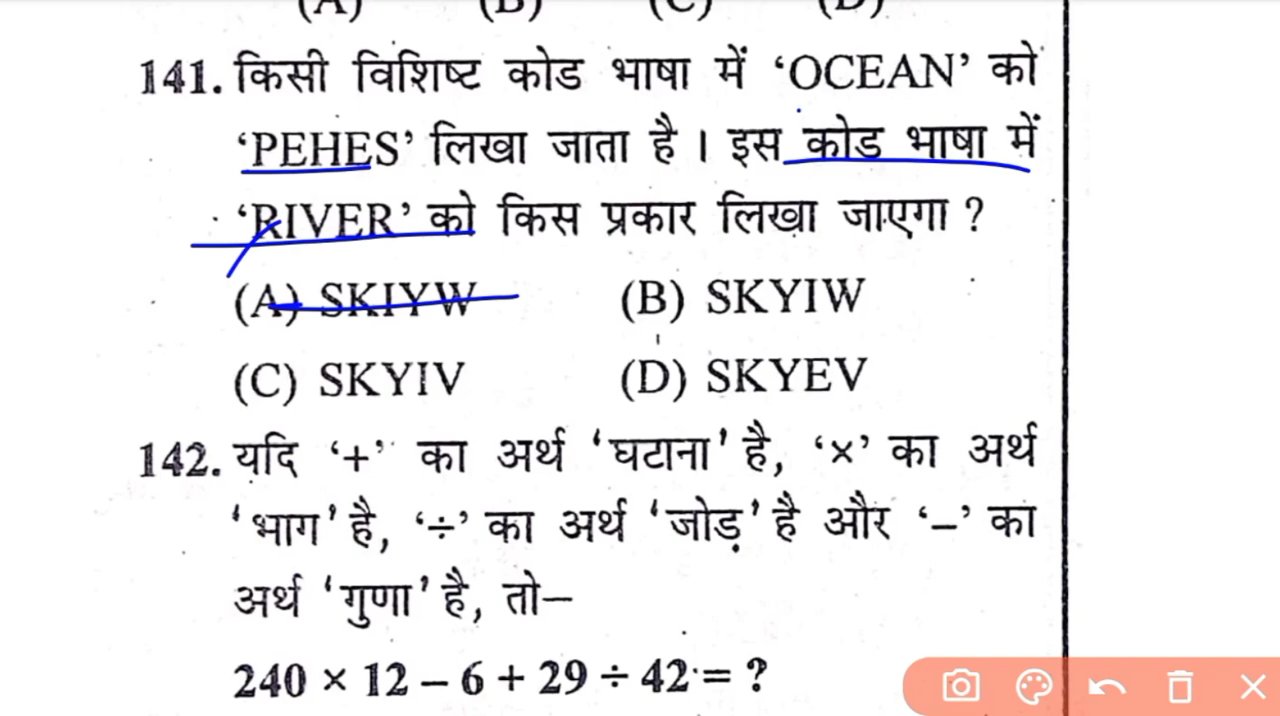 (A) (B) (C) (D)
141. किसी विशिष्ट कोड भाषा में ‘OCEAN’ को
‘PEHES’ लिखा जाता है । इस कोड भाषा में
‘RIVER’ को किस प्रकार लिखा जाएगा ?
(A) SKIYW (B) SKYIW
(C) SKYIV (D) SKYEV
142. यदि ‘+’ का अर्थ ‘घटाना’ है, ‘×’ का अर्थ
‘भाग’ है, ‘÷’ का अर्थ ‘जोड़’ है और ‘–’ का
अर्थ ‘गुणा’ है, तो–
240 × 12 – 6 + 29 ÷ 42 = ?